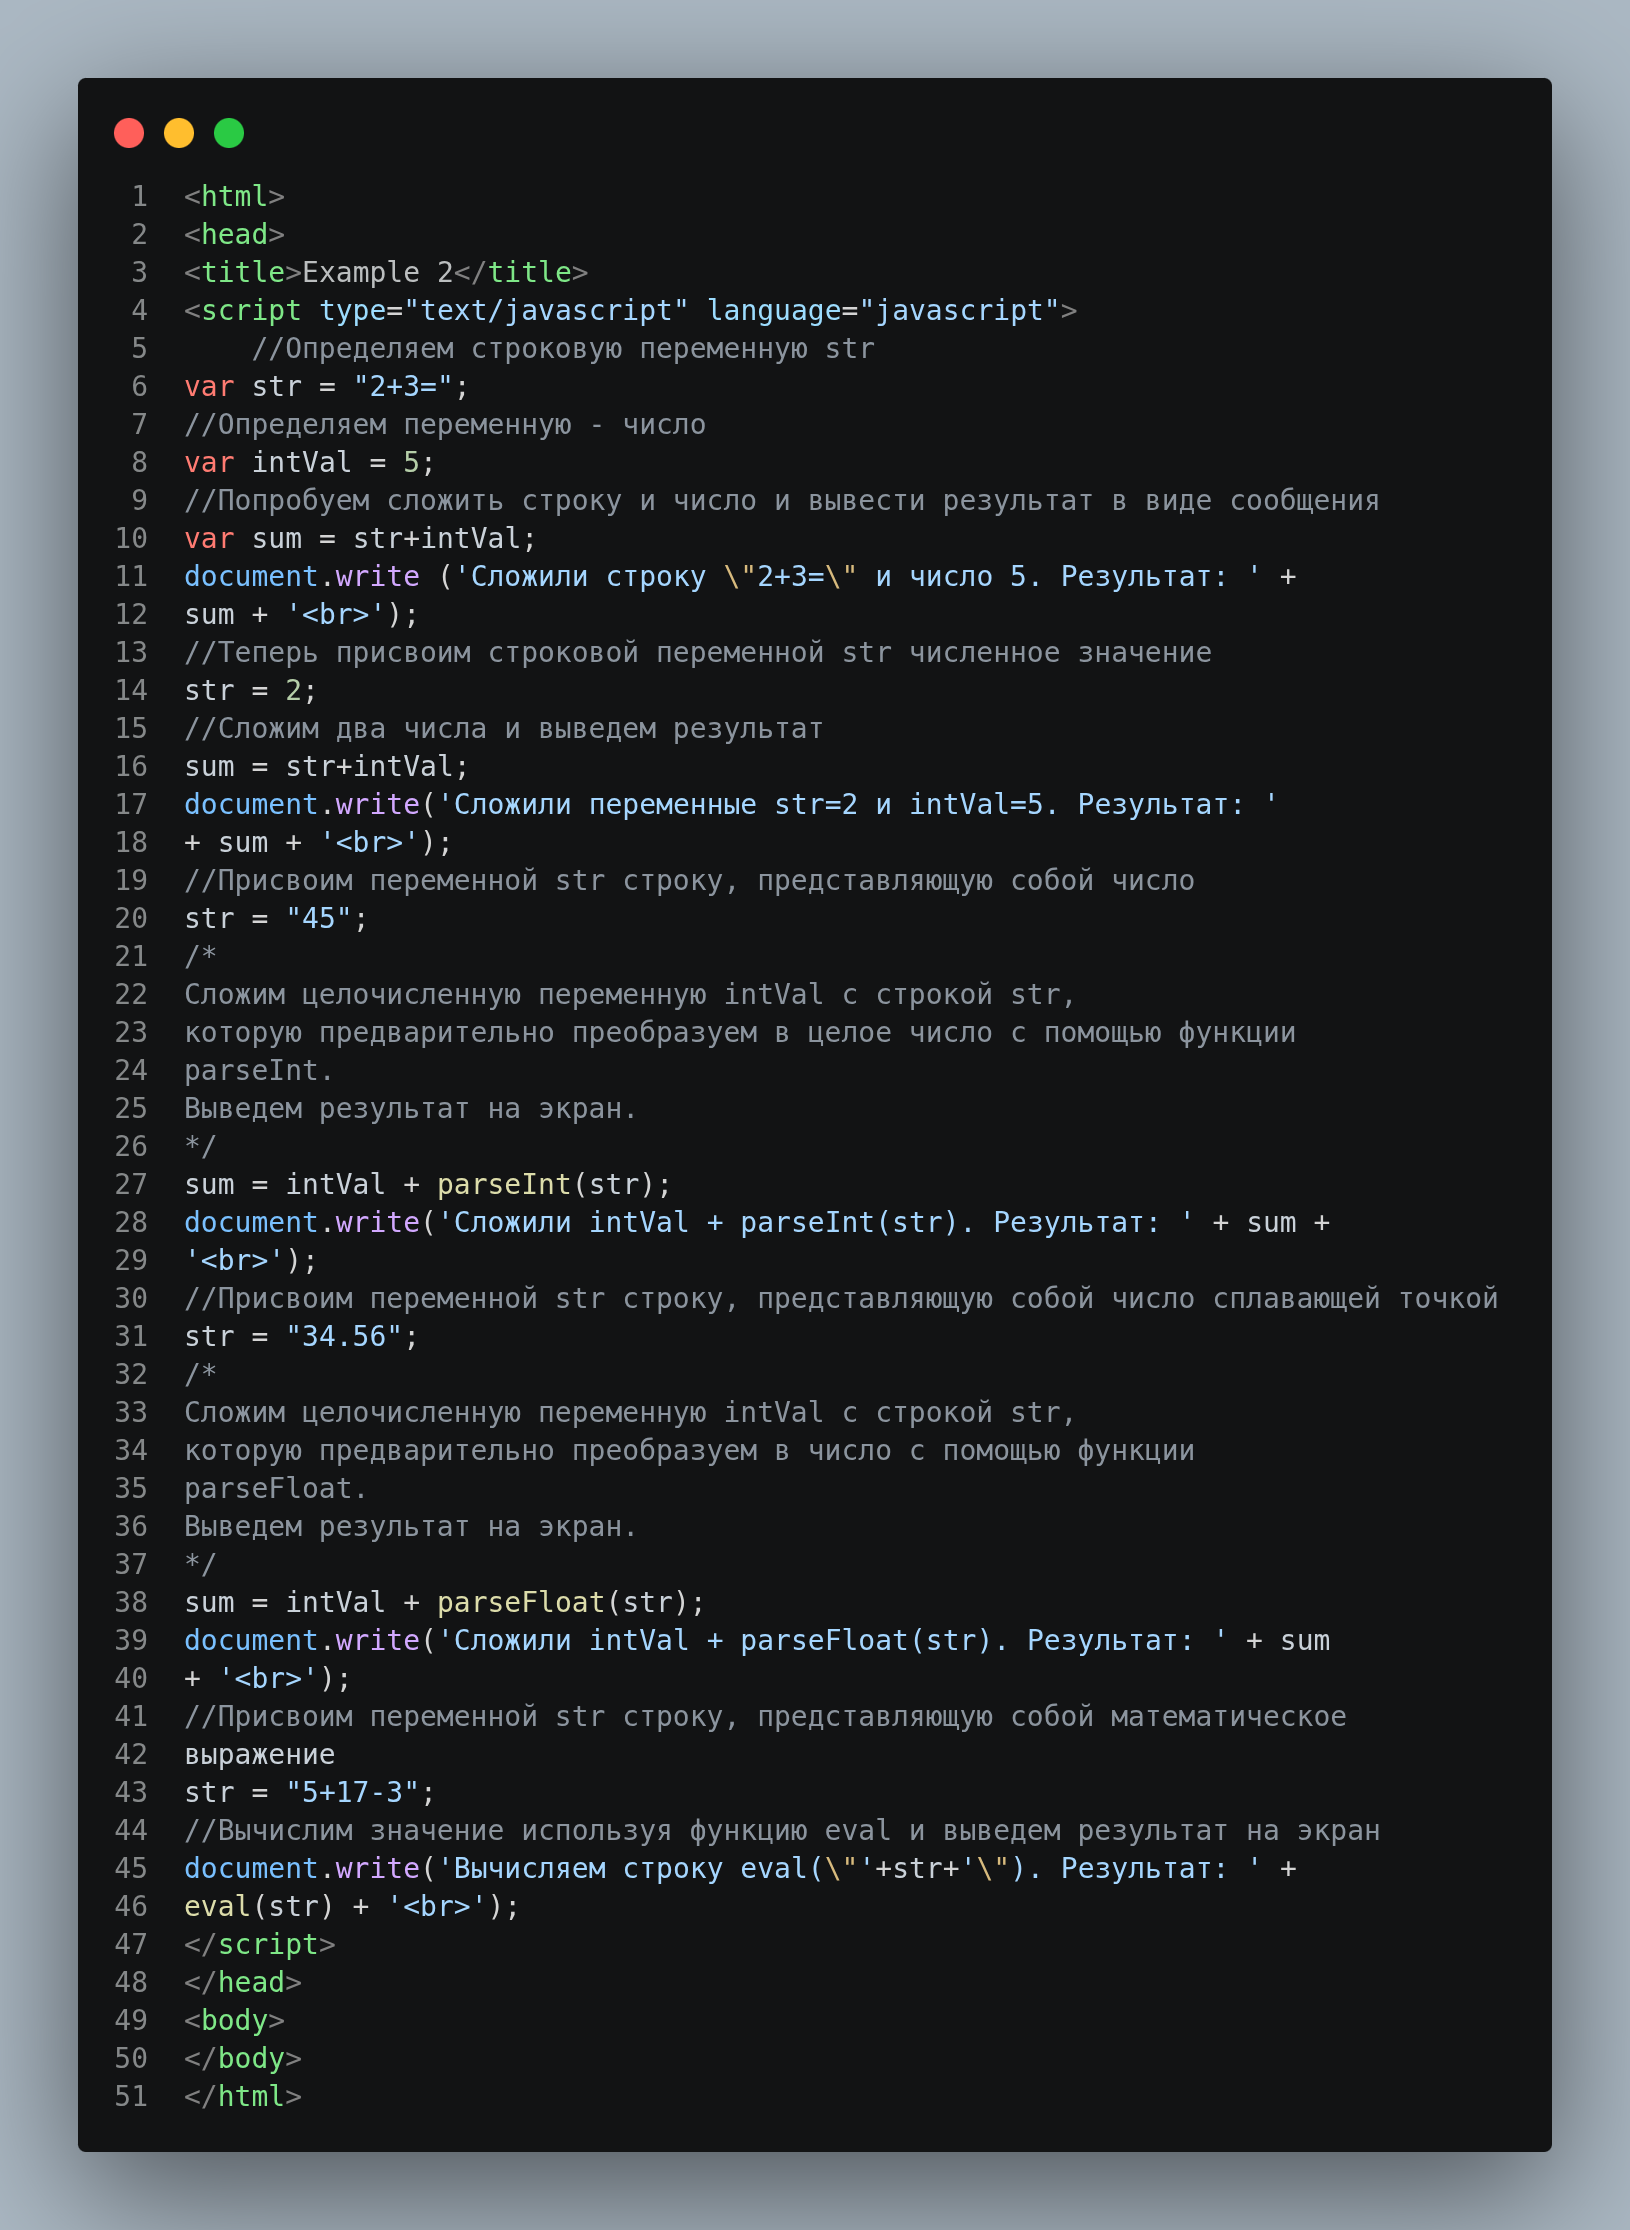 1 <html>
2 <head>
3 <title>Example 2</title>
4 <script type="text/javascript" language="javascript">
5     //Определяем строковую переменную str
6 var str = "2+3=";
7 //Определяем переменную - число
8 var intVal = 5;
9 //Попробуем сложить строку и число и вывести результат в виде сообщения
10 var sum = str+intVal;
11 document.write ('Сложили строку \"2+3=\" и число 5. Результат: ' +
12 sum + '<br>');
13 //Теперь присвоим строковой переменной str численное значение
14 str = 2;
15 //Сложим два числа и выведем результат
16 sum = str+intVal;
17 document.write('Сложили переменные str=2 и intVal=5. Результат: '
18 + sum + '<br>');
19 //Присвоим переменной str строку, представляющую собой число
20 str = "45";
21 /*
22 Сложим целочисленную переменную intVal с строкой str,
23 которую предварительно преобразуем в целое число с помощью функции
24 parseInt.
25 Выведем результат на экран.
26 */
27 sum = intVal + parseInt(str);
28 document.write('Сложили intVal + parseInt(str). Результат: ' + sum +
29 '<br>');
30 //Присвоим переменной str строку, представляющую собой число сплавающей точкой
31 str = "34.56";
32 /*
33 Сложим целочисленную переменную intVal с строкой str,
34 которую предварительно преобразуем в число с помощью функции
35 parseFloat.
36 Выведем результат на экран.
37 */
38 sum = intVal + parseFloat(str);
39 document.write('Сложили intVal + parseFloat(str). Результат: ' + sum
40 + '<br>');
41 //Присвоим переменной str строку, представляющую собой математическое
42 выражение
43 str = "5+17-3";
44 //Вычислим значение используя функцию eval и выведем результат на экран
45 document.write('Вычисляем строку eval(\"'+str+'\"). Результат: ' +
46 eval(str) + '<br>');
47 </script>
48 </head>
49 <body>
50 </body>
51 </html>